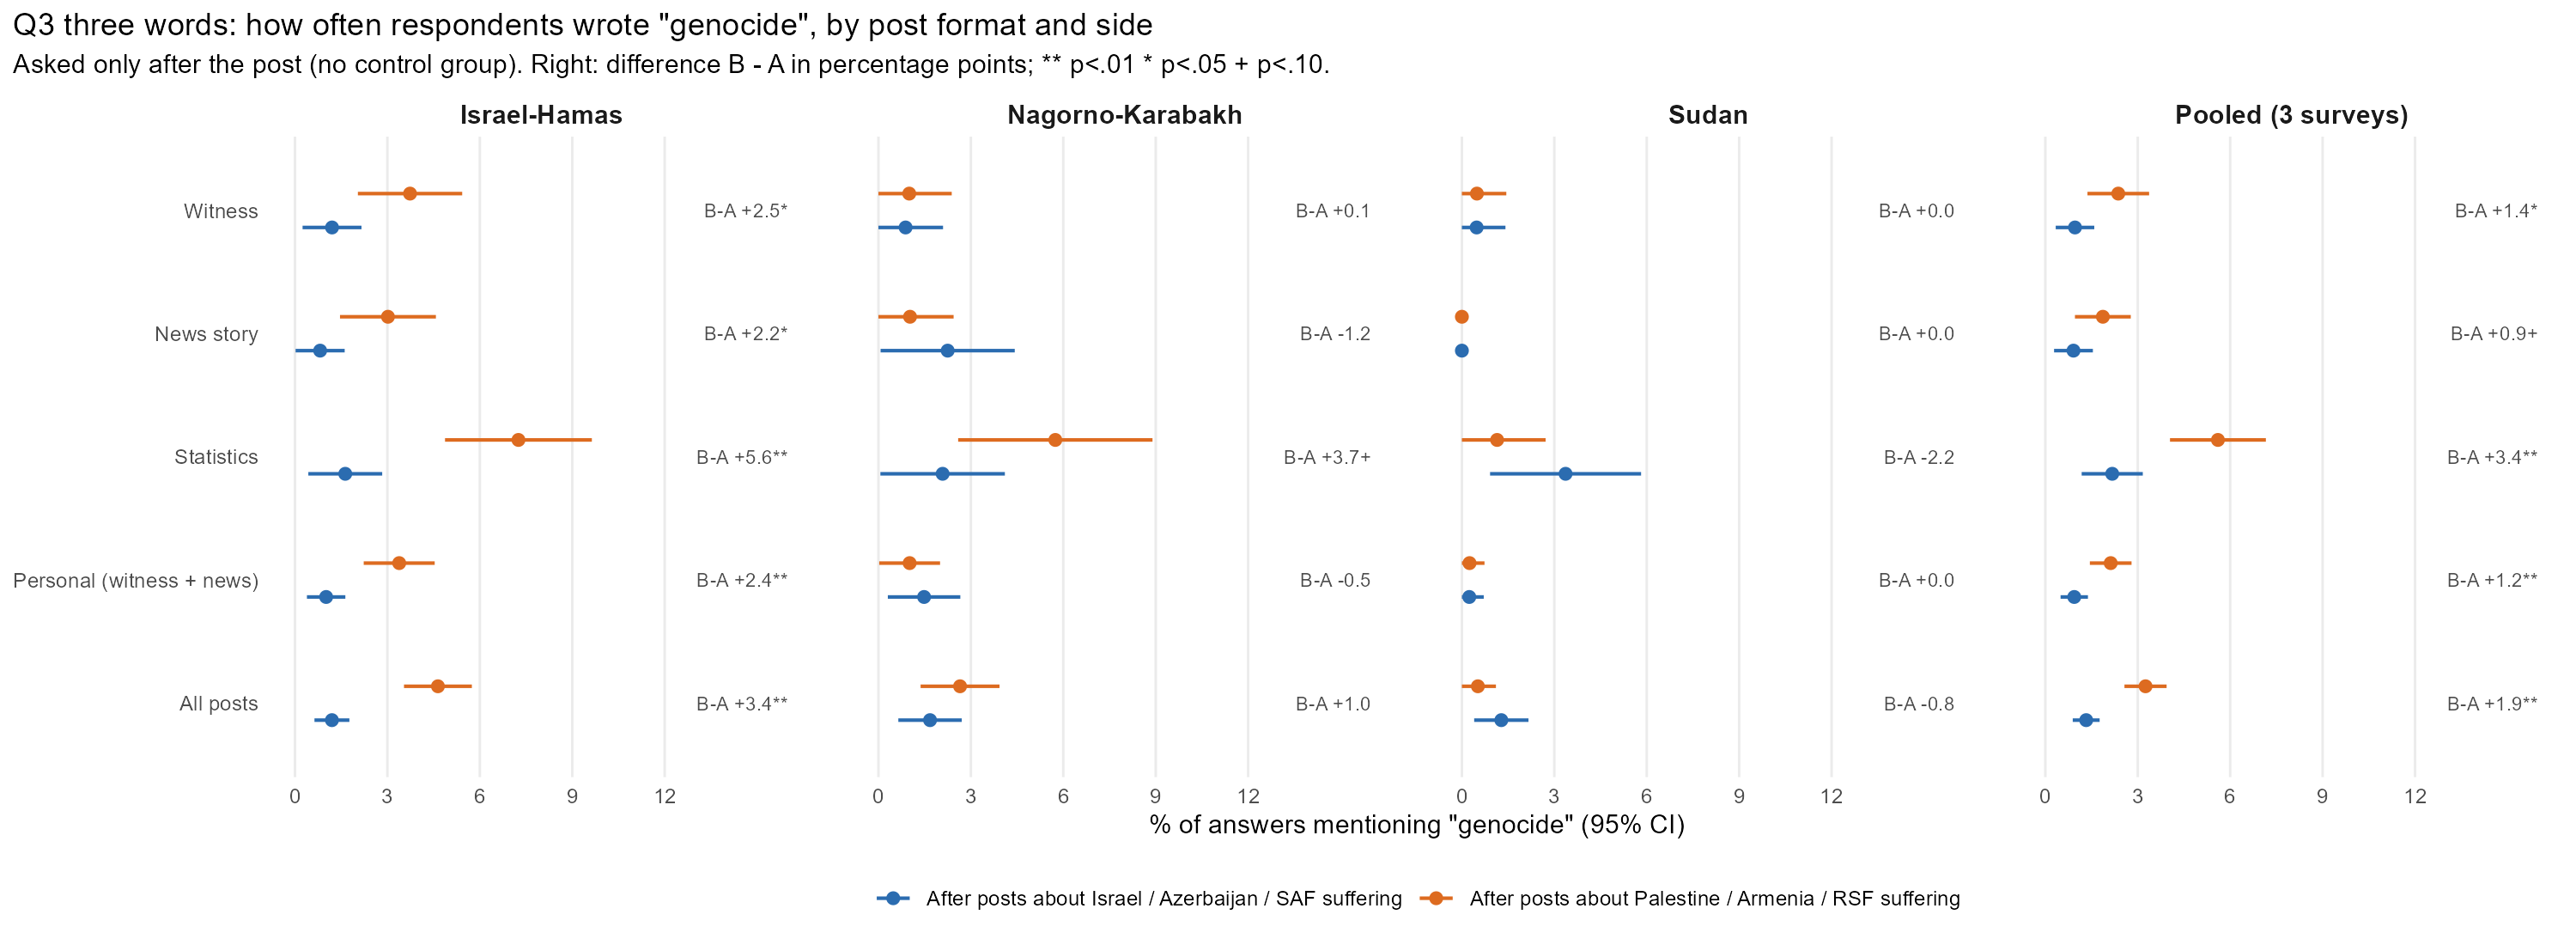 Q3 three words: how often respondents wrote "genocide", by post format and side
Asked only after the post (no control group). Right: difference B - A in percentage points; ** p<.01 * p<.05 + p<.10.
Israel-Hamas Nagorno-Karabakh Sudan Pooled (3 surveys)
Witness B-A +2.5* B-A +0.1 B-A +0.0 B-A +1.4*
News story B-A +2.2* B-A -1.2 B-A +0.0 B-A +0.9+
Statistics B-A +5.6** B-A +3.7+ B-A -2.2 B-A +3.4**
Personal (witness + news) B-A +2.4** B-A -0.5 B-A +0.0 B-A +1.2**
All posts B-A +3.4** B-A +1.0 B-A -0.8 B-A +1.9**
0 3 6 9 12 0 3 6 9 12 0 3 6 9 12 0 3 6 9 12
% of answers mentioning "genocide" (95% CI)
After posts about Israel / Azerbaijan / SAF suffering After posts about Palestine / Armenia / RSF suffering